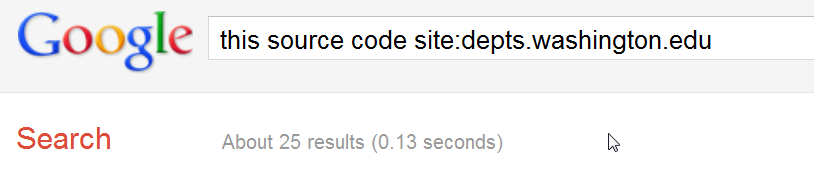 Google this source code site:depts.washington.edu
Search About 25 results (0.13 seconds)